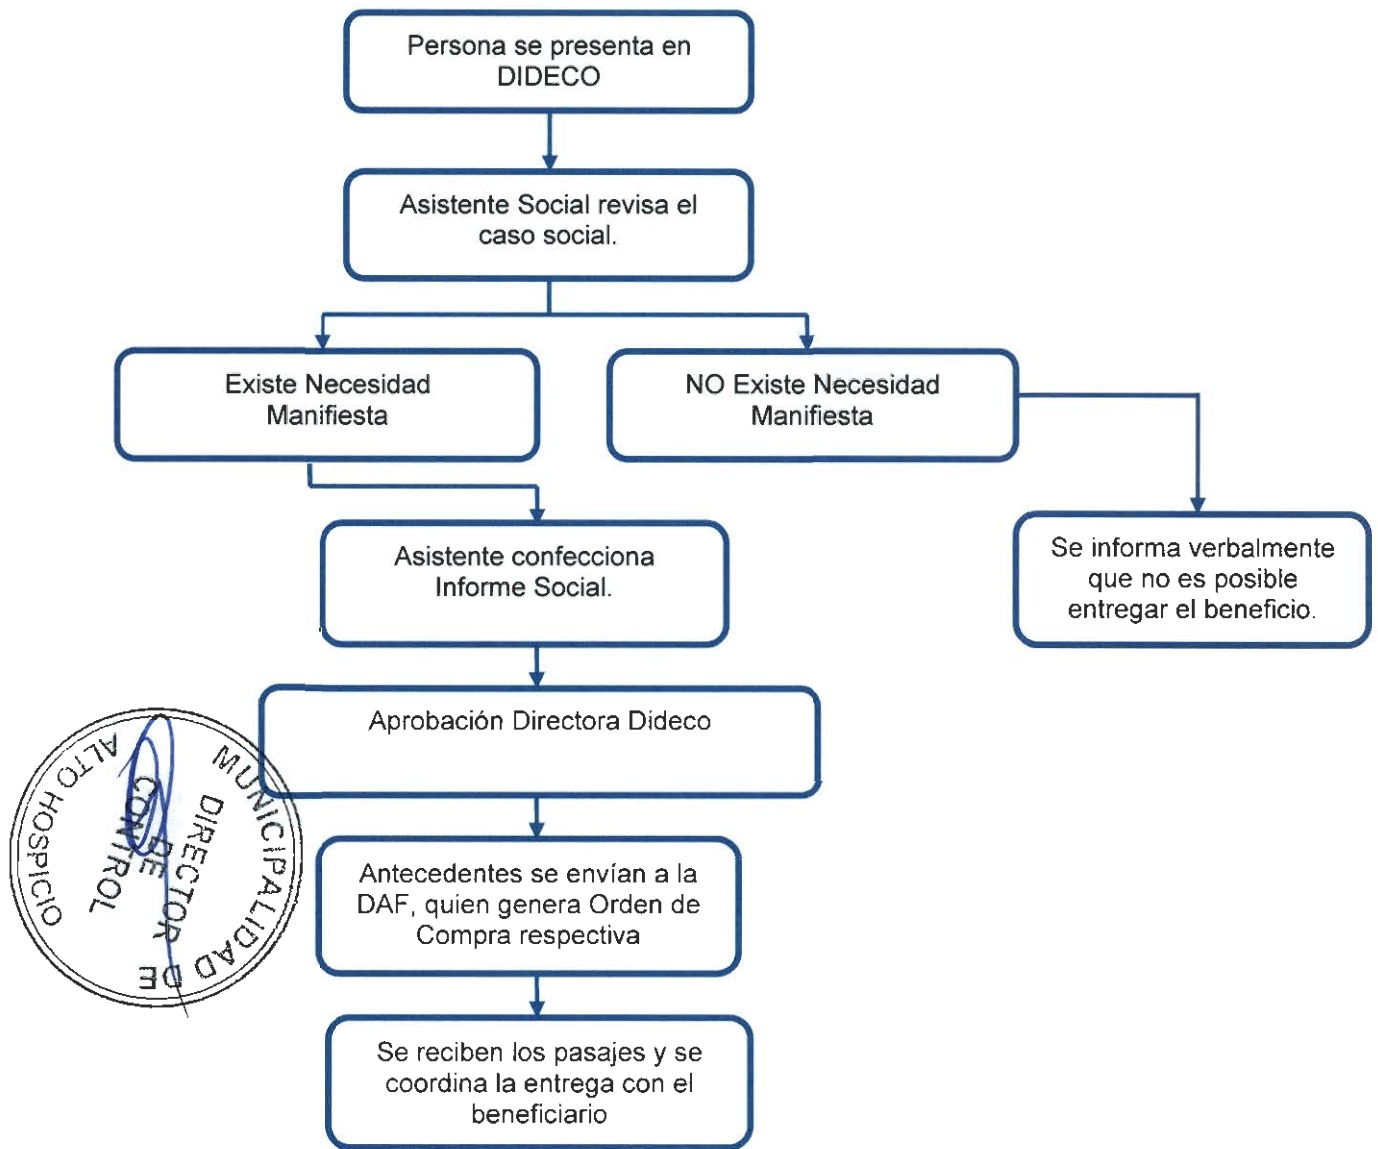 Persona se presenta en
DIDECO
Asistente Social revisa el
caso social.
Existe Necesidad
Manifiesta
NO Existe Necesidad
Manifiesta
Asistente confecciona
Informe Social.
Se informa verbalmente
que no es posible
entregar el beneficio.
Aprobación Directora Dideco
MUNICIPALIDAD DE
ALTO HOSPICIO
DIRECTOR
DE
CONTROL
Antecedentes se envían a la
DAF, quien genera Orden de
Compra respectiva
Se reciben los pasajes y se
coordina la entrega con el
beneficiario